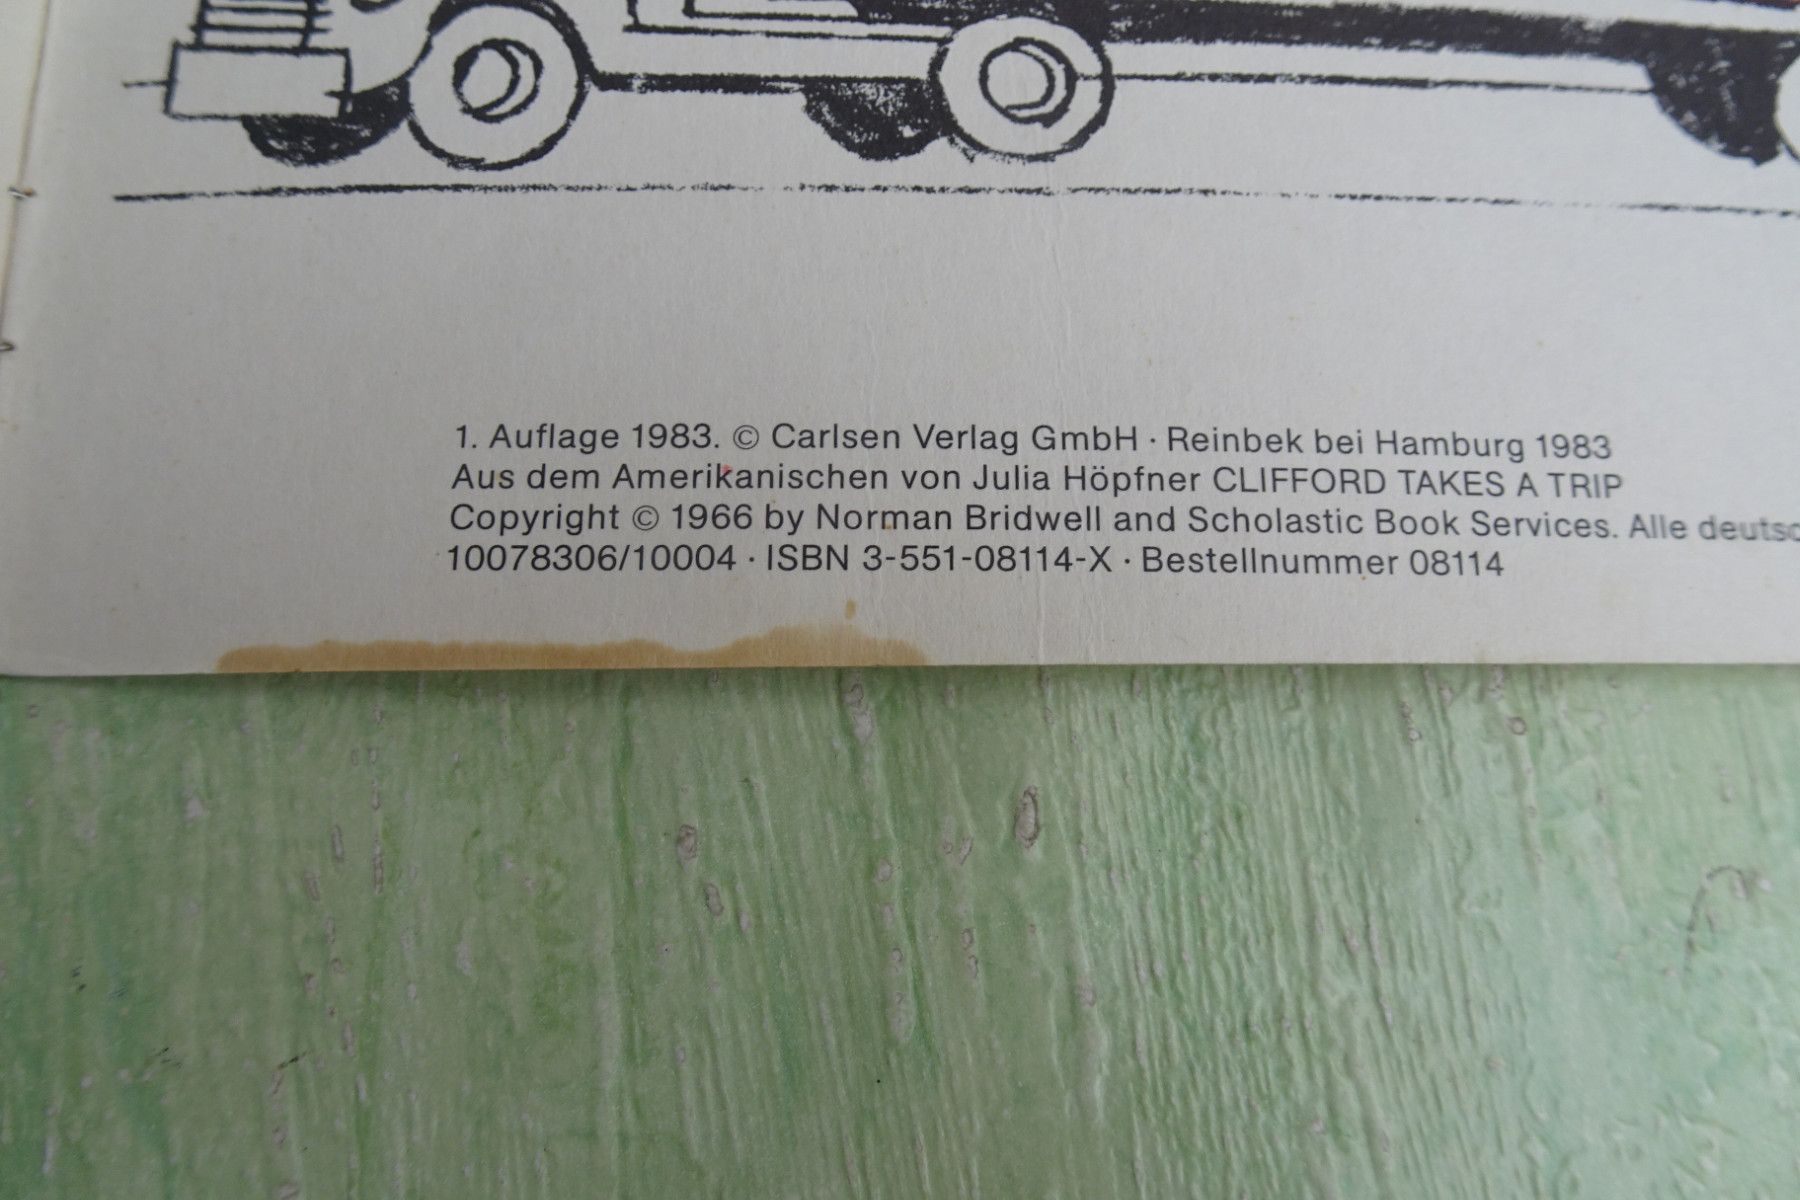 1. Auflage 1983. © Carlsen Verlag GmbH · Reinbek bei Hamburg 1983
Aus dem Amerikanischen von Julia Höpfner CLIFFORD TAKES A TRIP
Copyright © 1966 by Norman Bridwell and Scholastic Book Services. Alle
10078306/10004 · ISBN 3-551-08114-X · Bestellnummer 08114